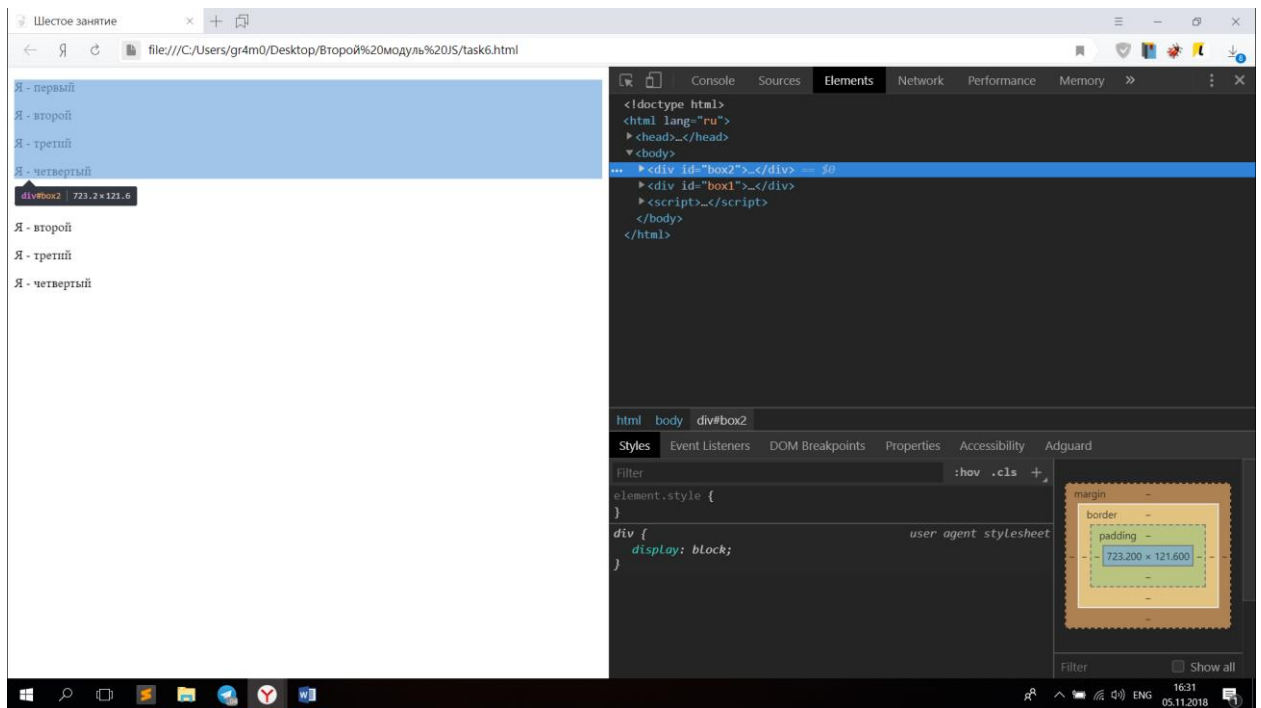 Шестое занятие
file:///C:/Users/gr4m0/Desktop/Второй%20модуль%20JS/task6.html
Я - первый
Я - второй
Я - третий
Я - четвертый
div#box2 | 723.2×121.6
Я - второй
Я - третий
Я - четвертый
Console Sources Elements Network Performance Memory »
<!doctype html>
<html lang="ru">
<head>…</head>
<body>
… <div id="box2">…</div> == $0
<div id="box1">…</div>
<script>…</script>
</body>
</html>
html body div#box2
Styles Event Listeners DOM Breakpoints Properties Accessibility Adguard
Filter :hov .cls +
element.style {
}
div { user agent stylesheet
display: block;
}
margin –
border –
padding –
723.200 × 121.600
Filter Show all
ENG 16:31
05.11.2018